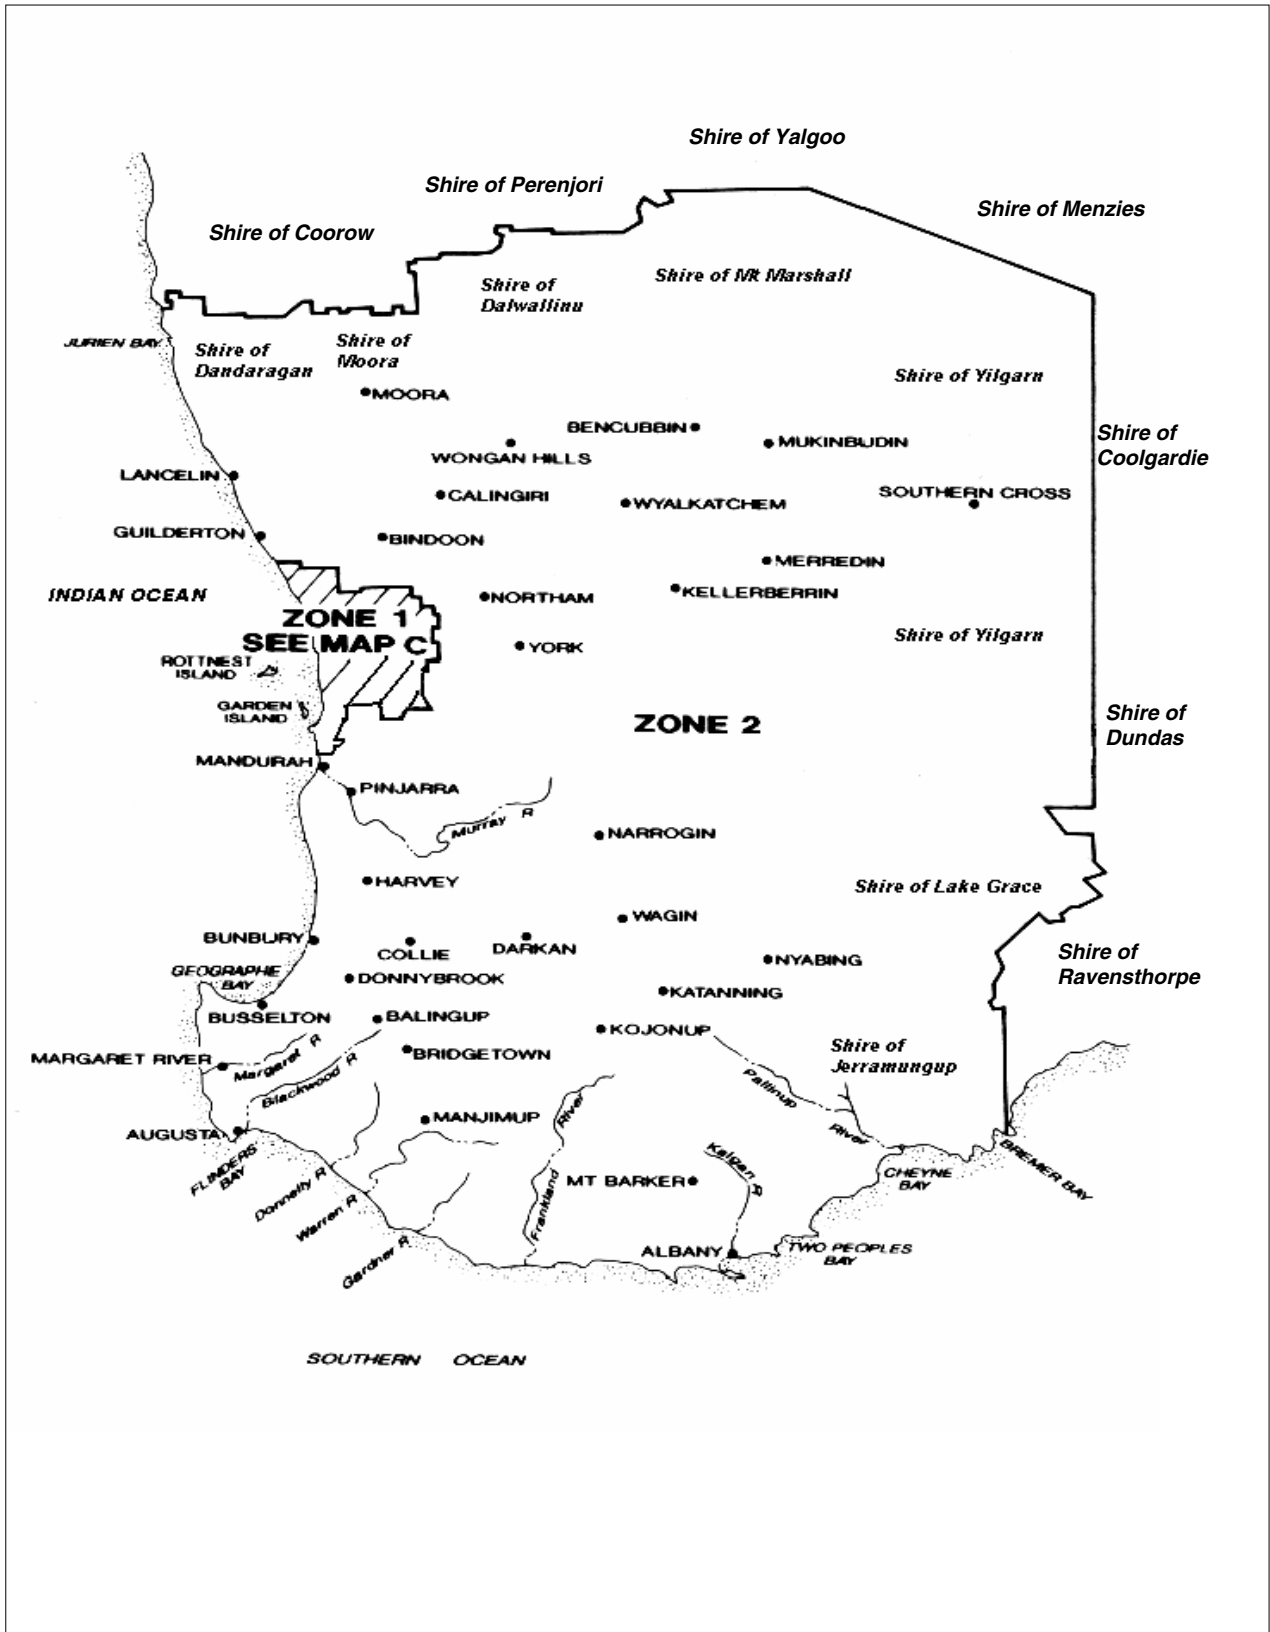 Shire of Yalgoo
Shire of Perenjori
Shire of Menzies
Shire of Coorow
Shire of Mt Marshall
Shire of
Dalwallinu
JURIEN BAY
Shire of
Dandaragan
Shire of
Moora
Shire of Yilgarn
MOORA
BENCUBBIN
MUKINBUDIN
Shire of
Coolgardie
WONGAN HILLS
LANCELIN
CALINGIRI
WYALKATCHEM
SOUTHERN CROSS
GUILDERTON
BINDOON
MERREDIN
INDIAN OCEAN
NORTHAM
KELLERBERRIN
ZONE 1
SEE MAP C
YORK
Shire of Yilgarn
ROTTNEST
ISLAND
GARDEN
ISLAND
ZONE 2
Shire of
Dundas
MANDURAH
PINJARRA
Murray R
NARROGIN
HARVEY
Shire of Lake Grace
WAGIN
BUNBURY
COLLIE
DARKAN
NYABING
Shire of
Ravensthorpe
GEOGRAPHE
BAY
DONNYBROOK
KATANNING
BUSSELTON
BALINGUP
KOJONUP
MARGARET RIVER
Margaret R
BRIDGETOWN
Shire of
Jerramungup
Blackwood R
Pallinup
River
AUGUSTA
MANJIMUP
River
Frankland
FLINDERS
BAY
Donnelly R
Warren R
Gardner R
MT BARKER
Kalgan R
CHEYNE
BAY
BREMER BAY
ALBANY
TWO PEOPLES
BAY
SOUTHERN OCEAN